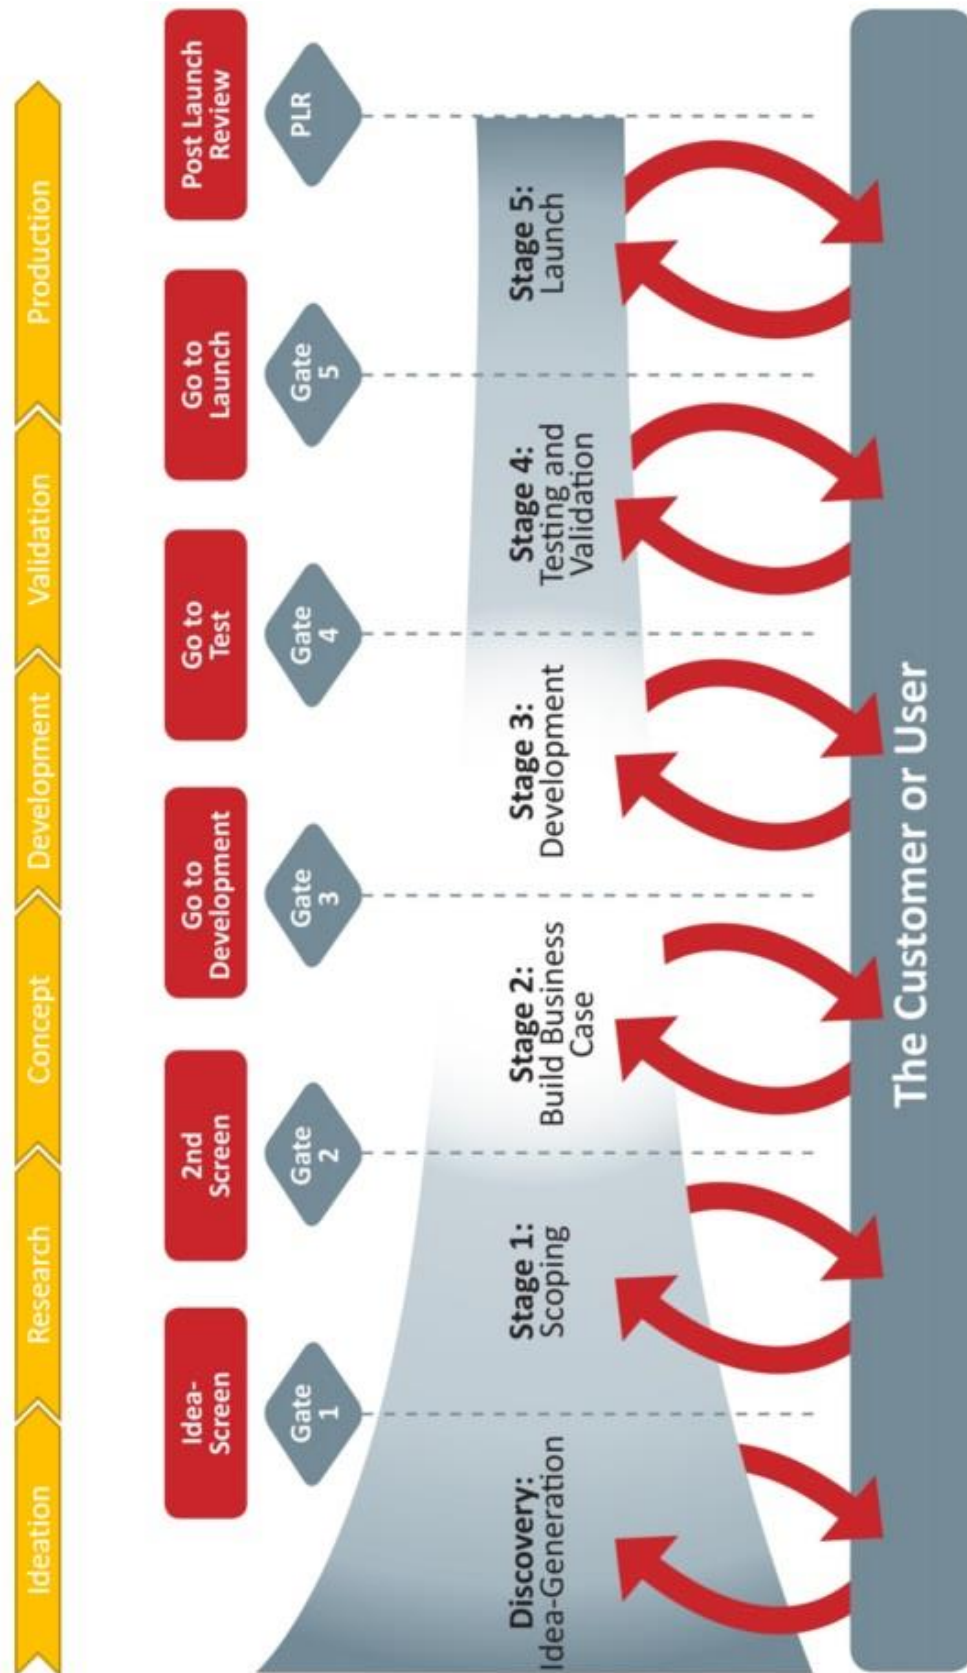 Ideation
Research
Concept
Development
Validation
Production
Idea-
Screen
2nd
Screen
Go to
Development
Go to
Test
Go to
Launch
Post Launch
Review
Gate
1
Gate
2
Gate
3
Gate
4
Gate
5
PLR
Discovery:
Idea-Generation
Stage 1:
Scoping
Stage 2:
Build Business
Case
Stage 3:
Development
Stage 4:
Testing and
Validation
Stage 5:
Launch
The Customer or User